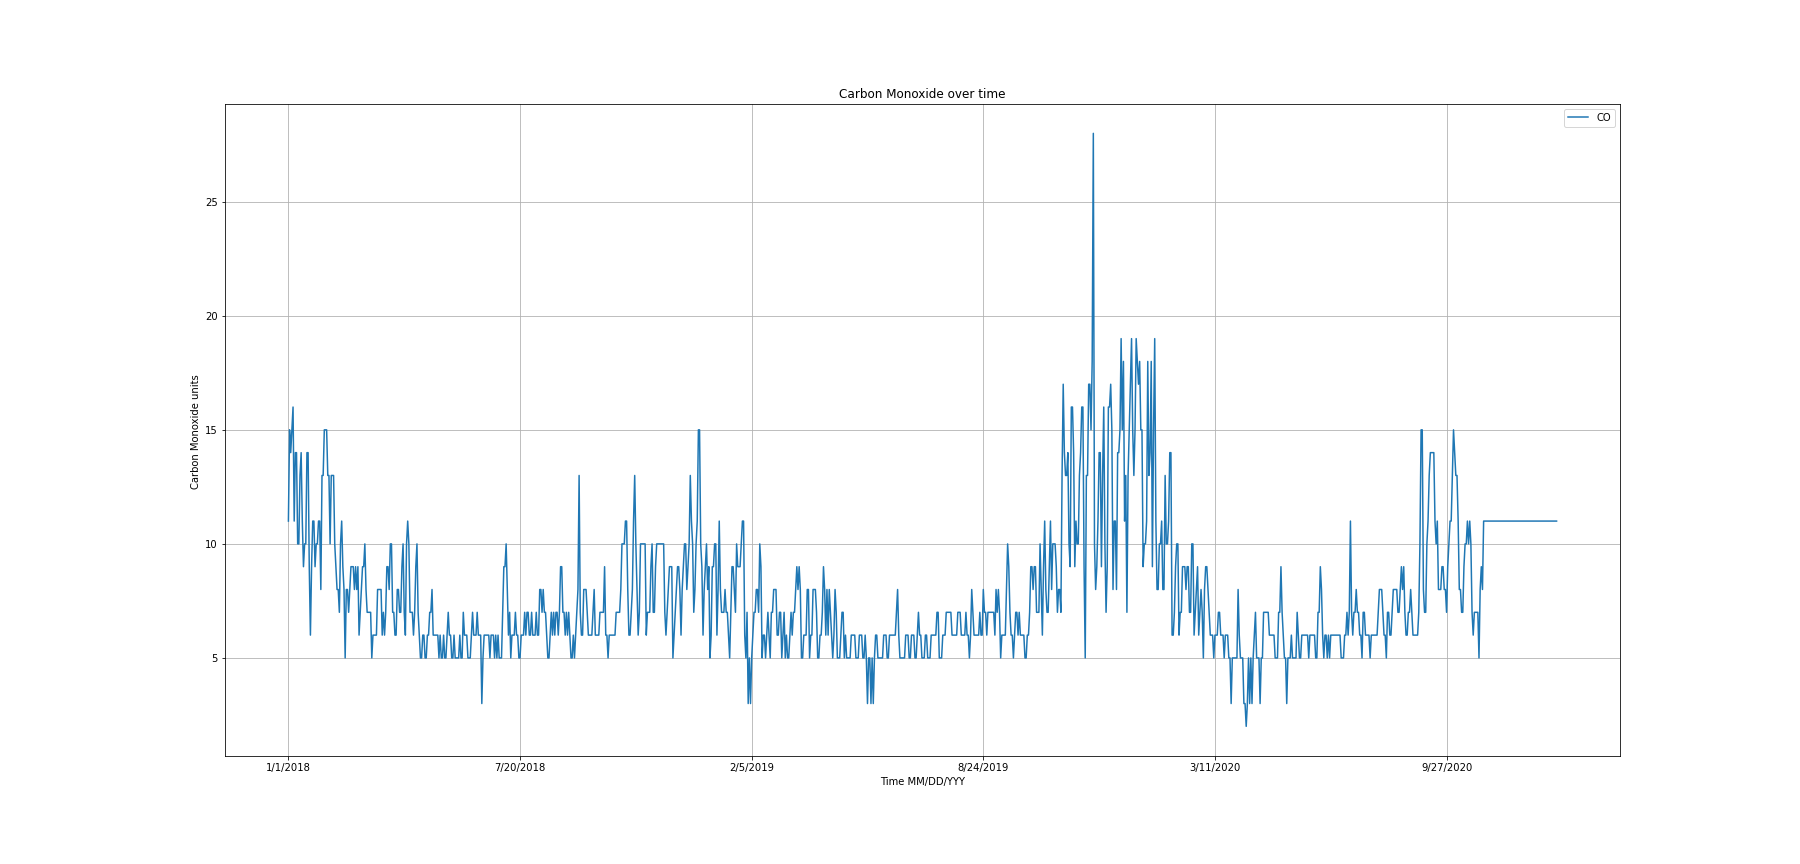 Carbon Monoxide over time
CO
Carbon Monoxide units
25
20
15
10
5
1/1/2018
7/20/2018
2/5/2019
8/24/2019
3/11/2020
9/27/2020
Time MM/DD/YYY